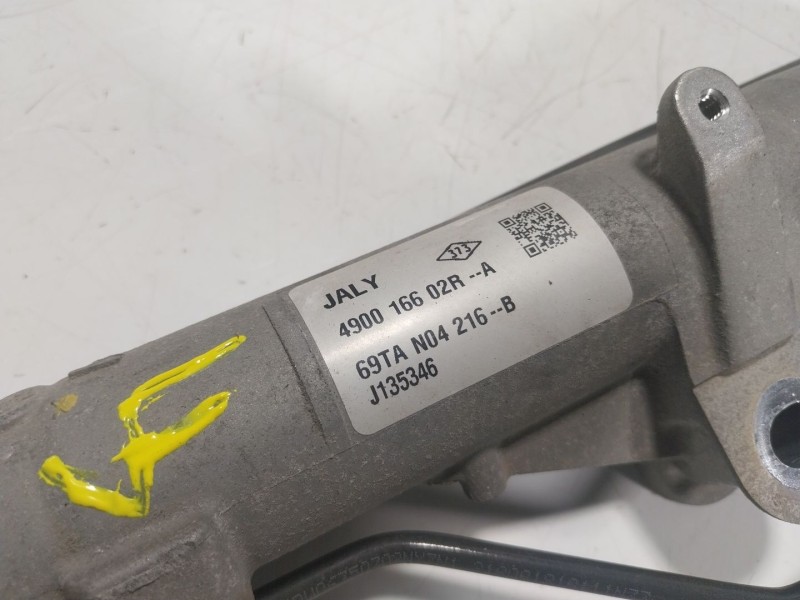 JALY
373
4900 166 02R --A
69TA N04 216--B
J135346